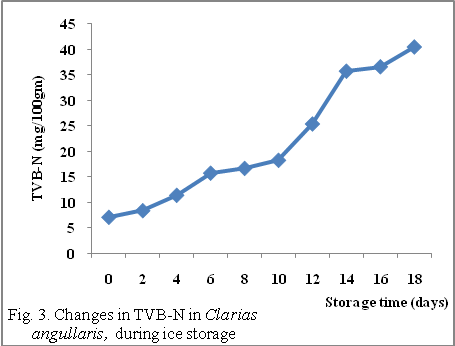 45
40
35
30
25
20
15
10
5
0
TVB-N (mg/100gm)
0 2 4 6 8 10 12 14 16 18
Storage time (days)
Fig. 3. Changes in TVB-N in Clarias
angullaris, during ice storage